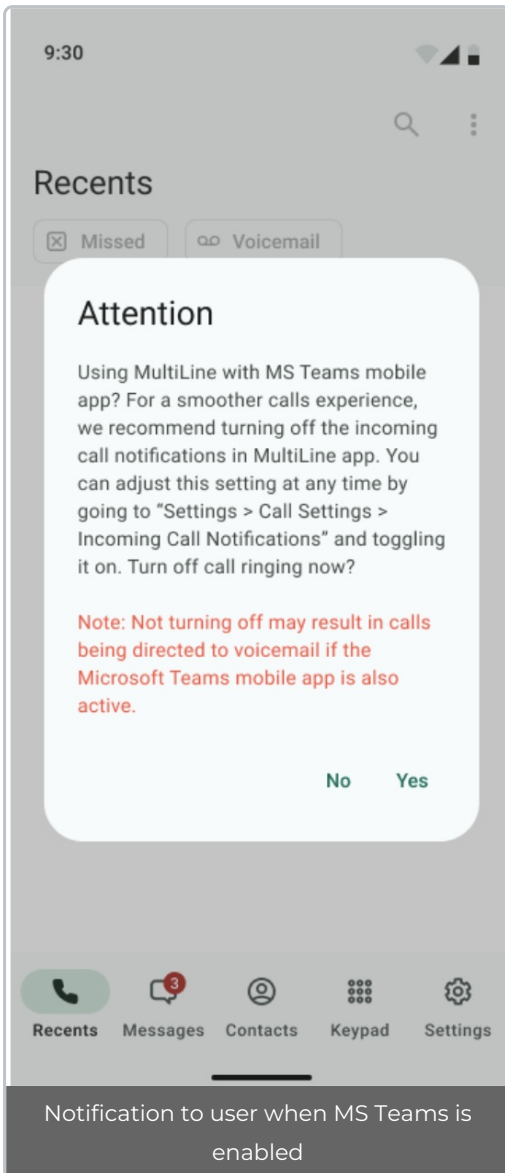 9:30
Recents
Missed
Voicemail
Attention
Using MultiLine with MS Teams mobile
app? For a smoother calls experience,
we recommend turning off the incoming
call notifications in MultiLine app. You
can adjust this setting at any time by
going to “Settings > Call Settings >
Incoming Call Notifications” and toggling
it on. Turn off call ringing now?
Note: Not turning off may result in calls
being directed to voicemail if the
Microsoft Teams mobile app is also
active.
No Yes
3
Recents Messages Contacts Keypad Settings
Notification to user when MS Teams is
enabled